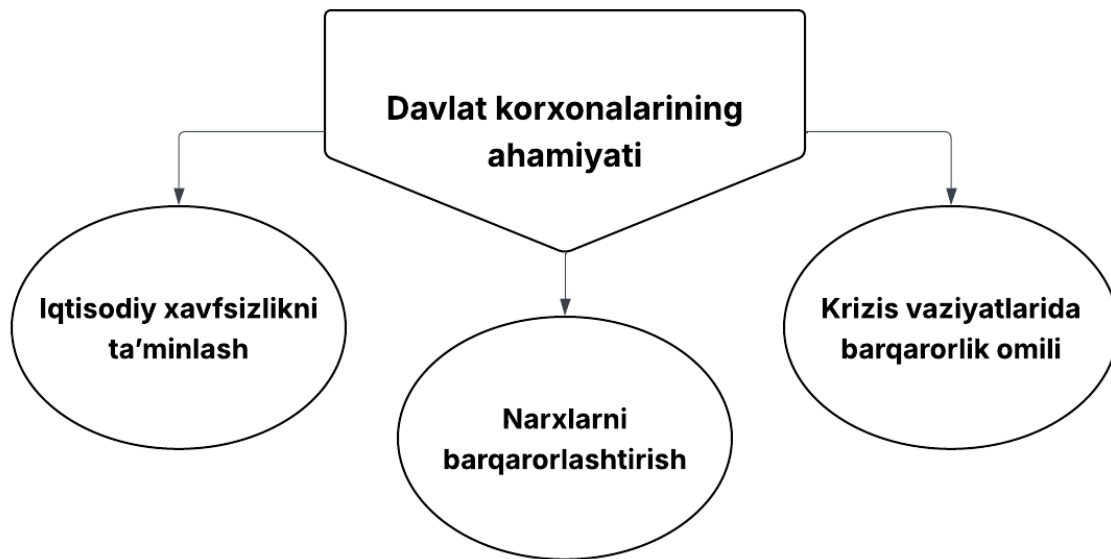 Davlat korxonalarining
ahamiyati
Iqtisodiy xavfsizlikni
ta’minlash
Narxlarni
barqarorlashtirish
Krizis vaziyatlarida
barqarorlik omili